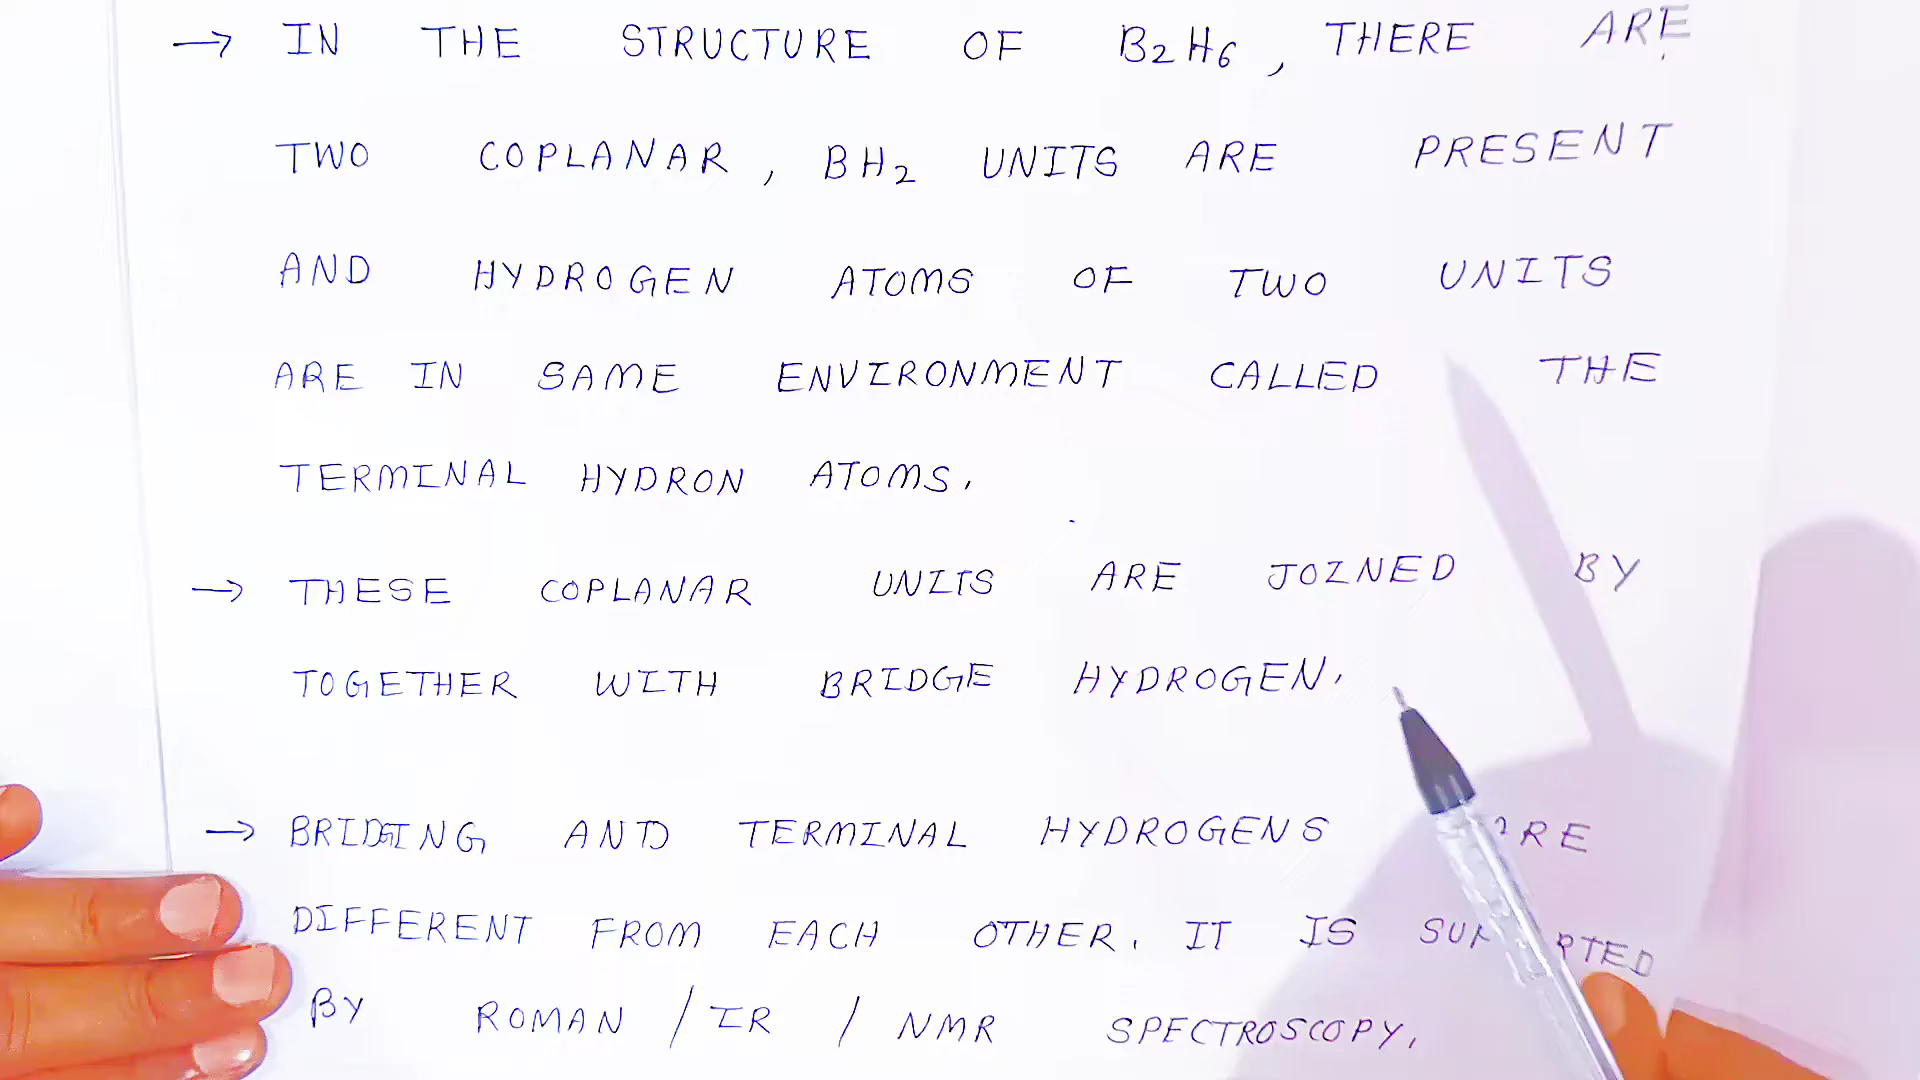 → IN THE STRUCTURE OF B2H6, THERE ARE
TWO COPLANAR, BH2 UNITS ARE PRESENT
AND HYDROGEN ATOMS OF TWO UNITS
ARE IN SAME ENVIRONMENT CALLED THE
TERMINAL HYDRON ATOMS.
→ THESE COPLANAR UNITS ARE JOINED BY
TOGETHER WITH BRIDGE HYDROGEN.
→ BRIDGING AND TERMINAL HYDROGENS ARE
DIFFERENT FROM EACH OTHER. IT IS
BY ROMAN / IR / NMR SPECTROSCOPY.